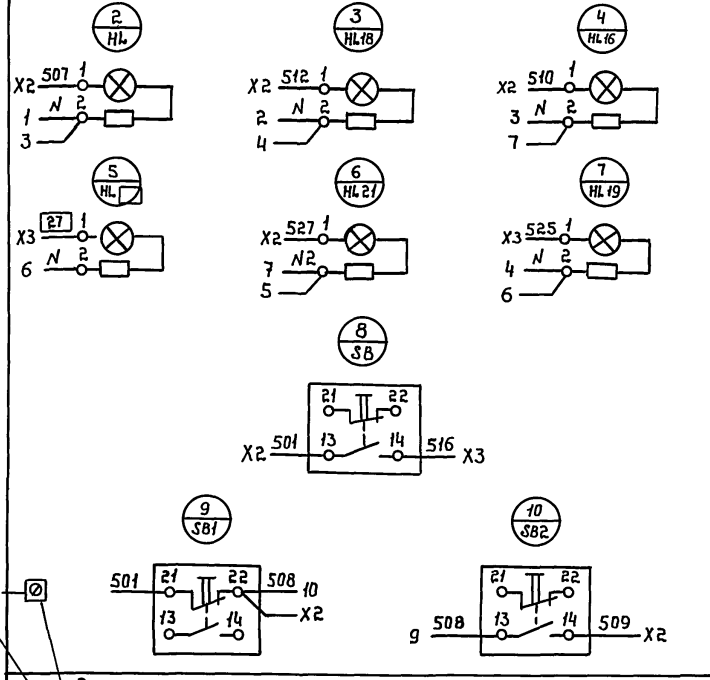 2
HL
X2 507 1
1 N 2
3
3
HL18
X2 512 1
2 N 2
4
4
HL16
X2 510 1
3 N 2
7
5
HL
X3 27 1
6 N 2
6
HL21
X2 527 1
7 N 2
5
7
HL19
X3 525 1
4 N 2
6
8
SB
21 22
X2 501 13 14 516 X3
9
SB1
501 21 22 508 10
X2
13 14
10
SB2
21 22
9 508 13 14 509 X2